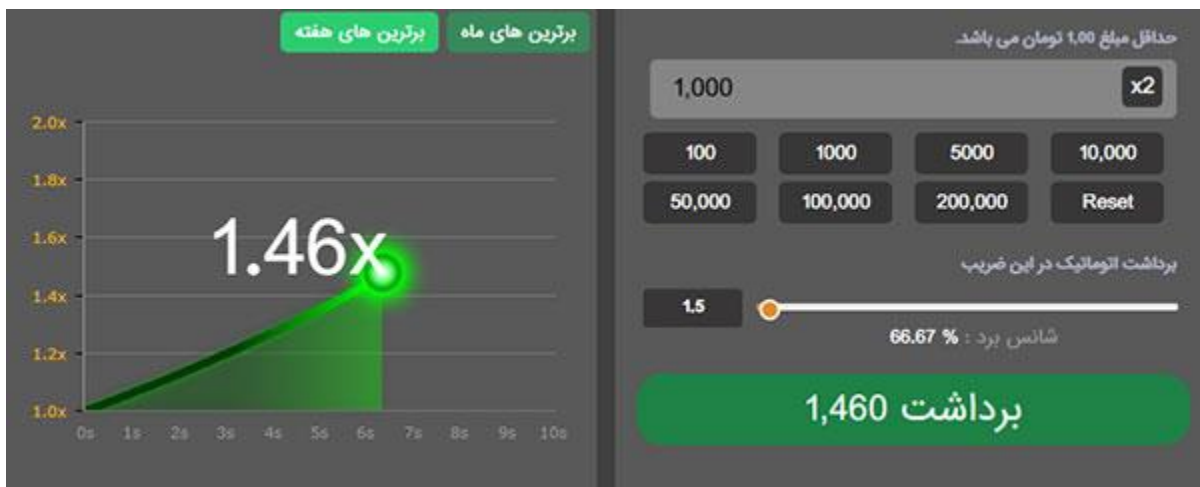 برترین های ماه
برترین های هفته
2.0x
1.8x
1.6x
1.4x
1.2x
1.0x
1.46x
0s 1s 2s 3s 4s 5s 6s 7s 8s 9s 10s
حداقل مبلغ 1,00 تومان می باشد.
1,000
x2
100 1000 5000 10,000
50,000 100,000 200,000 Reset
برداشت اتوماتیک در این ضریب
1.5
شانس برد : % 66.67
برداشت 1,460